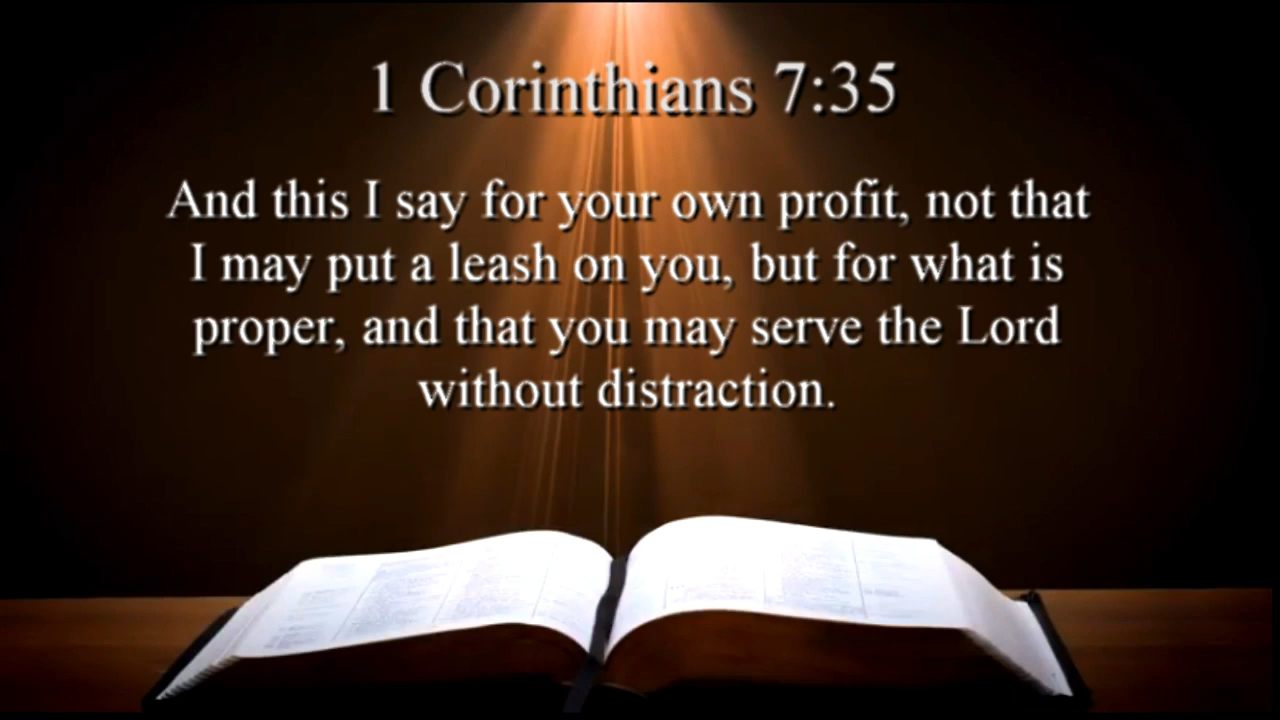 1 Corinthians 7:35
And this I say for your own profit, not that
I may put a leash on you, but for what is
proper, and that you may serve the Lord
without distraction.